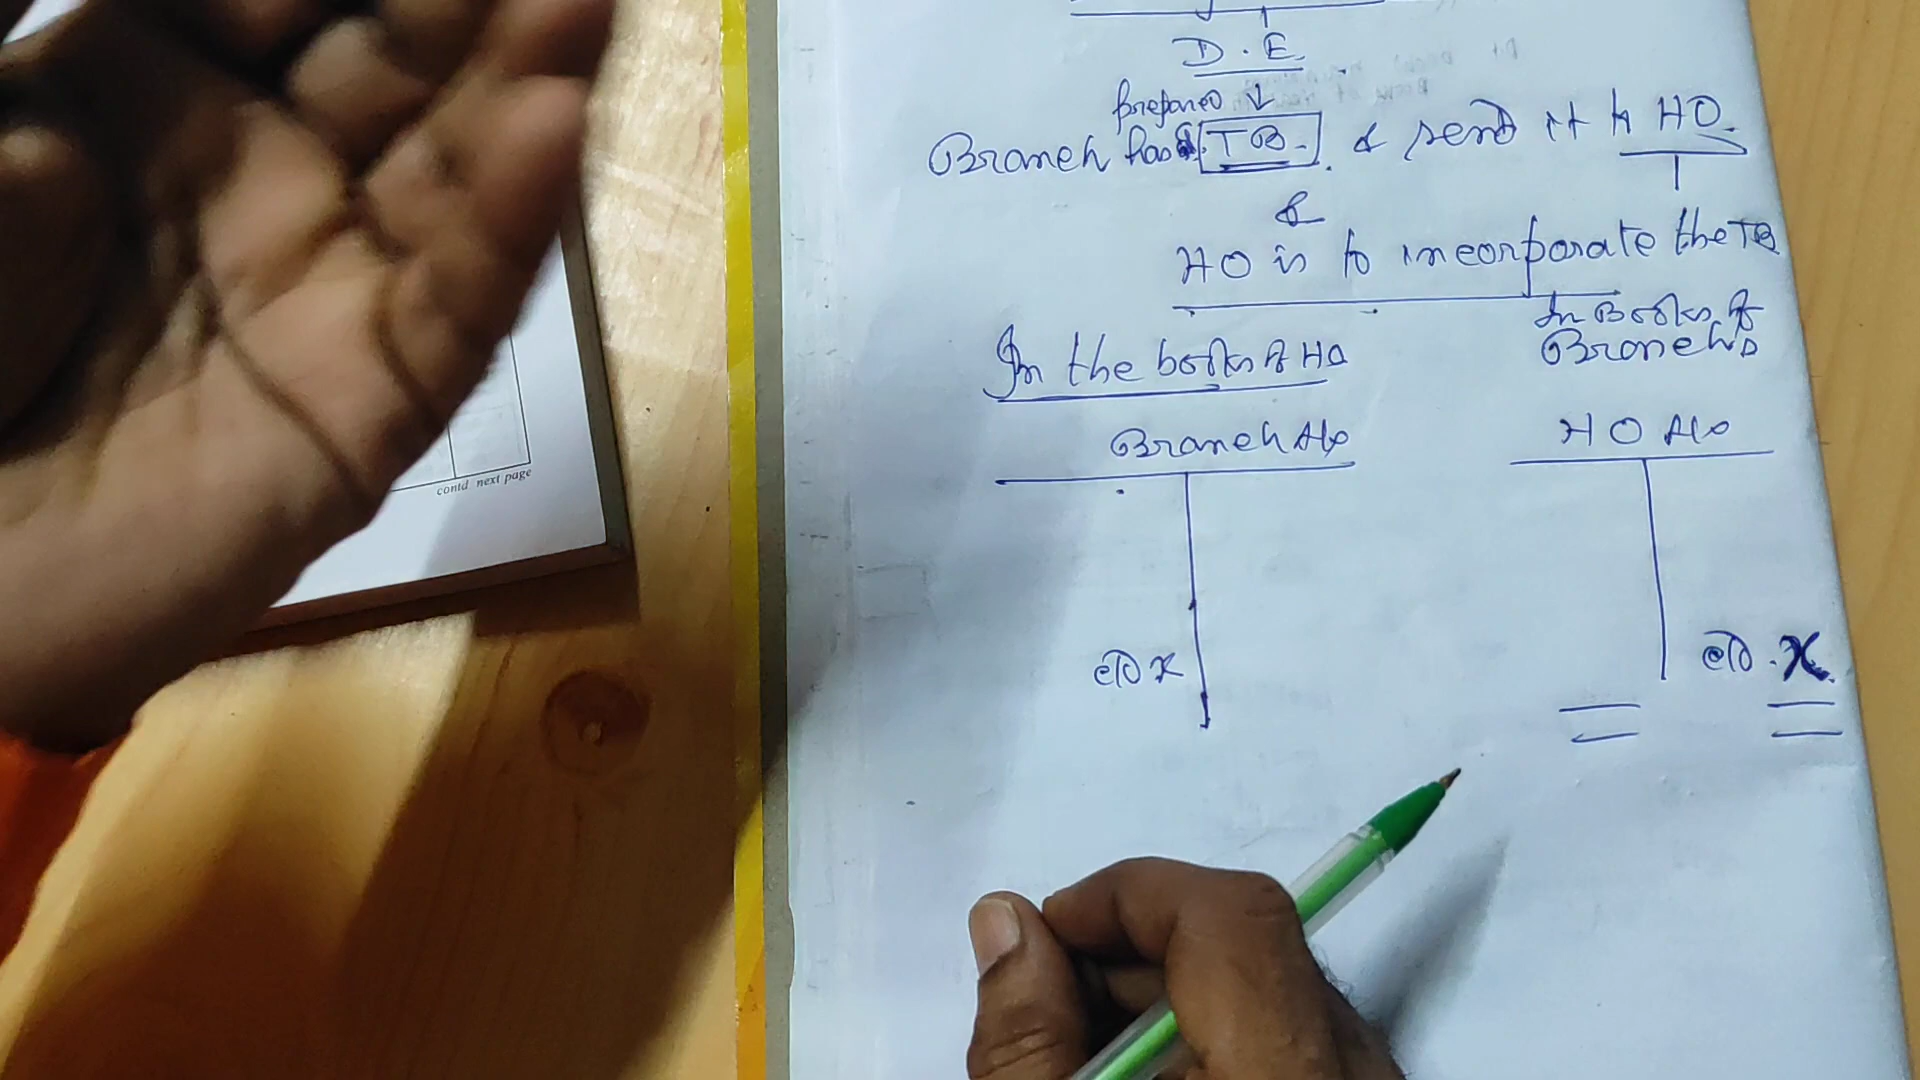 D.E
prepared ↓
Branch has TB. & send it to HO.
&
HO is to incorporate the TB
In the books of HO
In Books of
Branch
Branch A/c
HO A/c
c/D x
c/D. X.
contd next page